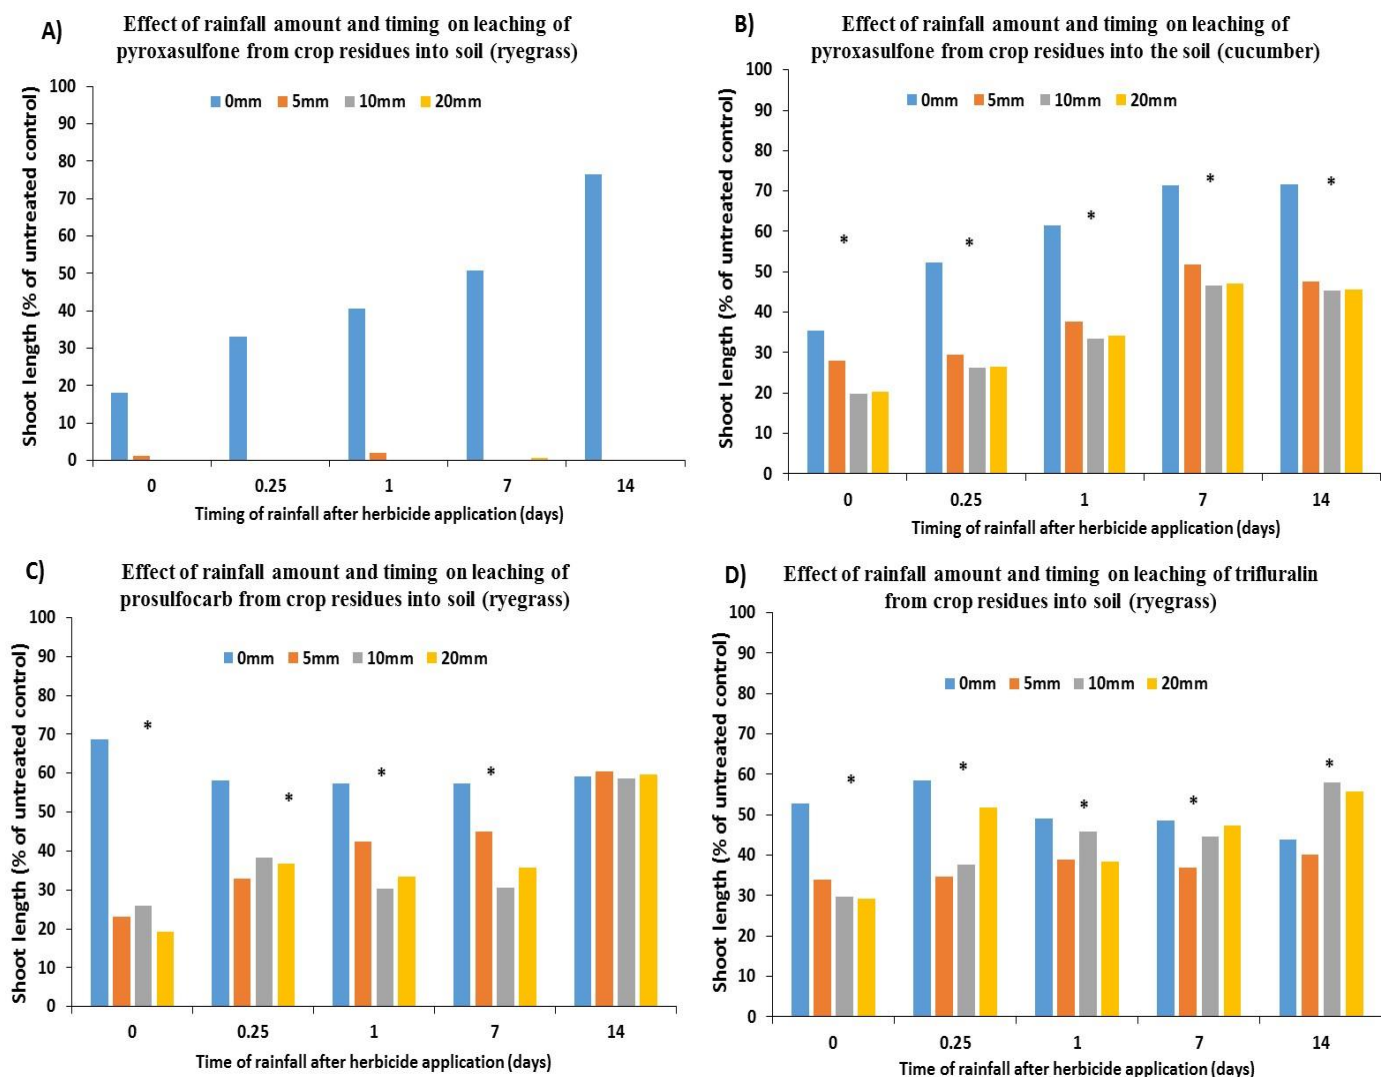 A)
Effect of rainfall amount and timing on leaching of
pyroxasulfone from crop residues into soil (ryegrass)
0mm 5mm 10mm 20mm
Shoot length (% of untreated control)
100
90
80
70
60
50
40
30
20
10
0
0 0.25 1 7 14
Timing of rainfall after herbicide application (days)
B)
Effect of rainfall amount and timing on leaching of
pyroxasulfone from crop residues into the soil (cucumber)
0mm 5mm 10mm 20mm
Shoot length (% of untreated control)
100
90
80
70
60
50
40
30
20
10
0
* * * * *
0 0.25 1 7 14
Timing of rainfall after herbicide application (days)
C)
Effect of rainfall amount and timing on leaching of
prosulfocarb from crop residues into soil (ryegrass)
0mm 5mm 10mm 20mm
Shoot length (% of untreated control)
100
90
80
70
60
50
40
30
20
10
0
* * * *
0 0.25 1 7 14
Time of rainfall after herbicide application (days)
D)
Effect of rainfall amount and timing on leaching of trifluralin
from crop residues into soil (ryegrass)
0mm 5mm 10mm 20mm
Shoot length (% of untreated control)
100
90
80
70
60
50
40
30
20
10
0
* * * * *
0 0.25 1 7 14
Time of rainfall after herbicide application (days)